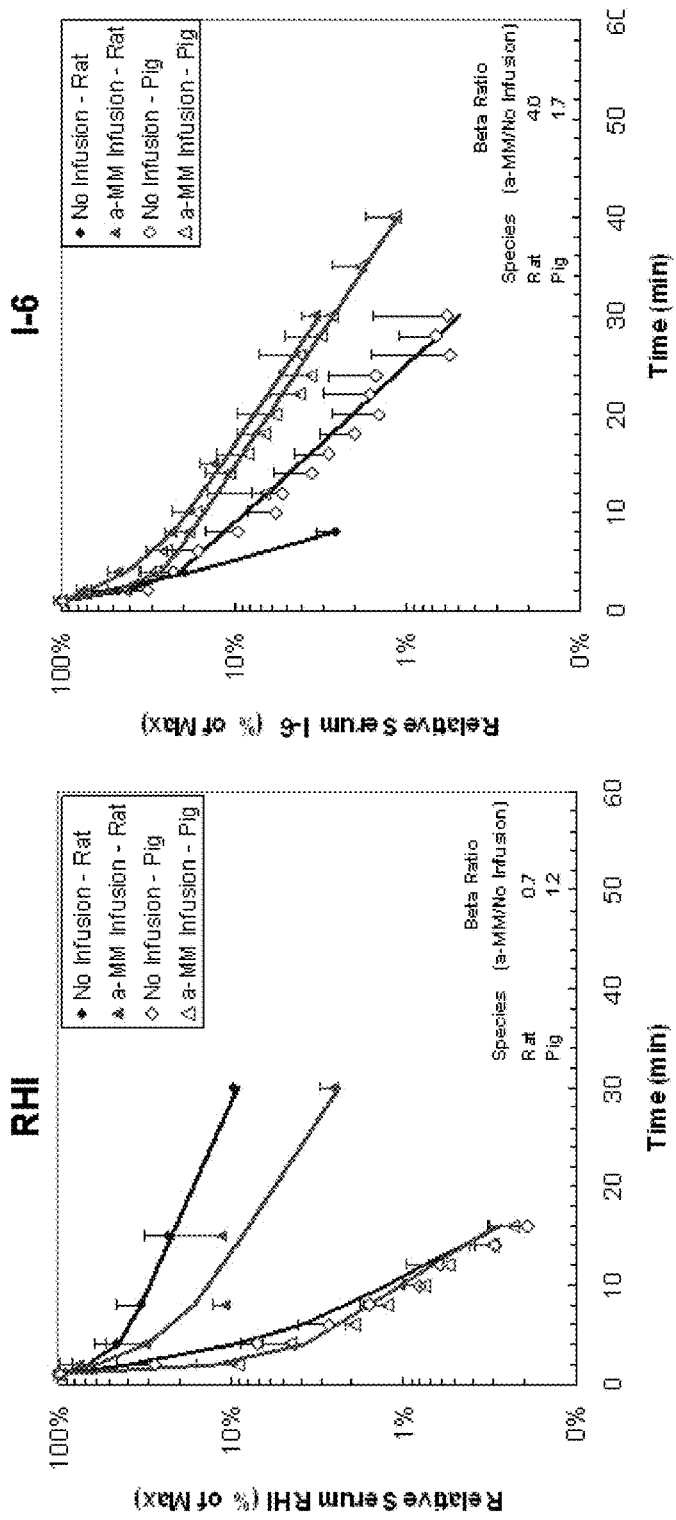 RHI
Relative Serum RHI (% of Max)
100%
10%
1%
0%
No Infusion - Rat
a-MM Infusion - Rat
No Infusion - Pig
a-MM Infusion - Pig
Beta Ratio
Species (a-MM/No Infusion)
Rat 0.7
Pig 1.2
0 10 20 30 40 50 60
Time (min)
I-6
Relative Serum I-6 (% of Max)
100%
10%
1%
0%
No Infusion - Rat
a-MM Infusion - Rat
No Infusion - Pig
a-MM Infusion - Pig
Beta Ratio
Species (a-MM/No Infusion)
Rat 4.0
Pig 1.7
0 10 20 30 40 50 60
Time (min)